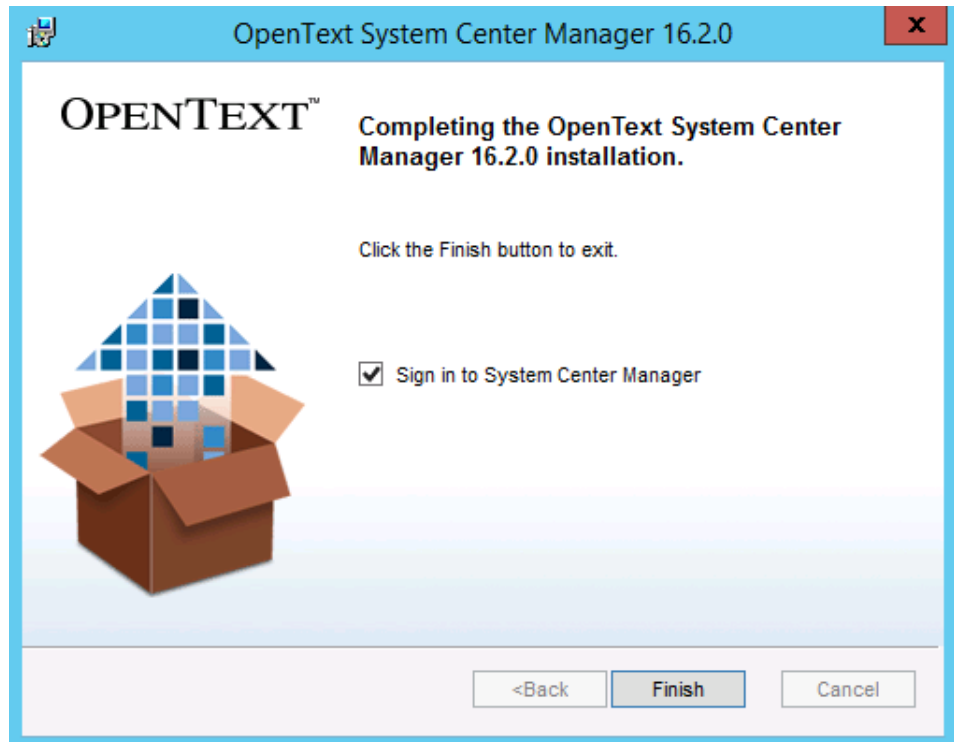 OpenText System Center Manager 16.2.0
x
OPENTEXT™
Completing the OpenText System Center
Manager 16.2.0 installation.
Click the Finish button to exit.
Sign in to System Center Manager
<Back
Finish
Cancel